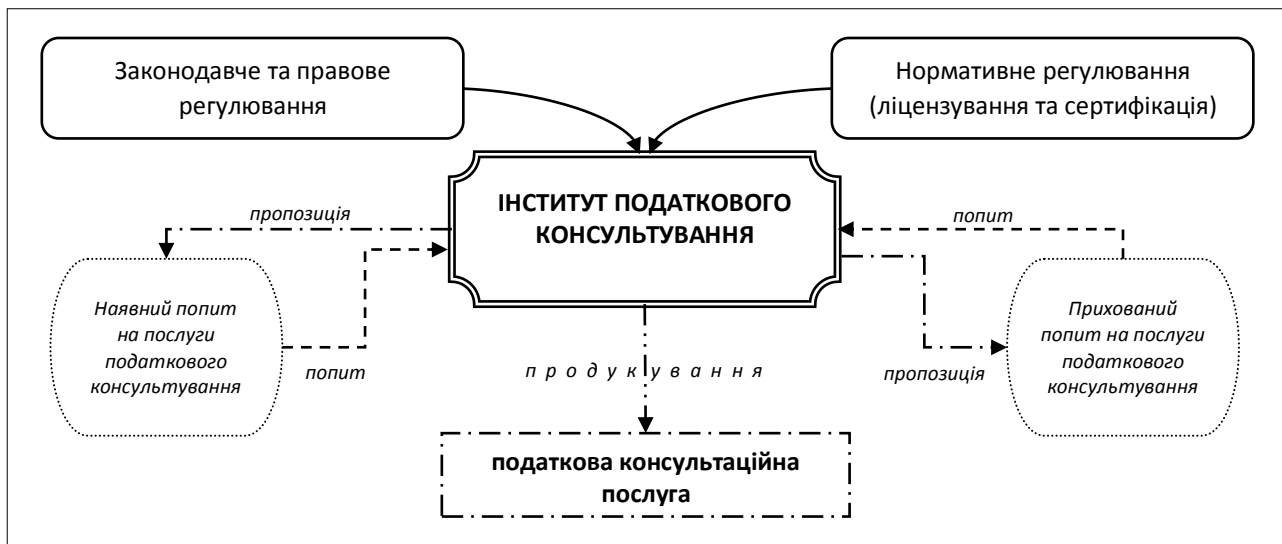 Законодавче та правове
регулювання
Нормативне регулювання
(ліцензування та сертифікація)
ІНСТИТУТ ПОДАТКОВОГО
КОНСУЛЬТУВАННЯ
пропозиція
попит
Наявний попит
на послуги
податкового
консультування
попит
продукування
Прихований
попит на послуги
податкового
консультування
пропозиція
податкова консультаційна
послуга